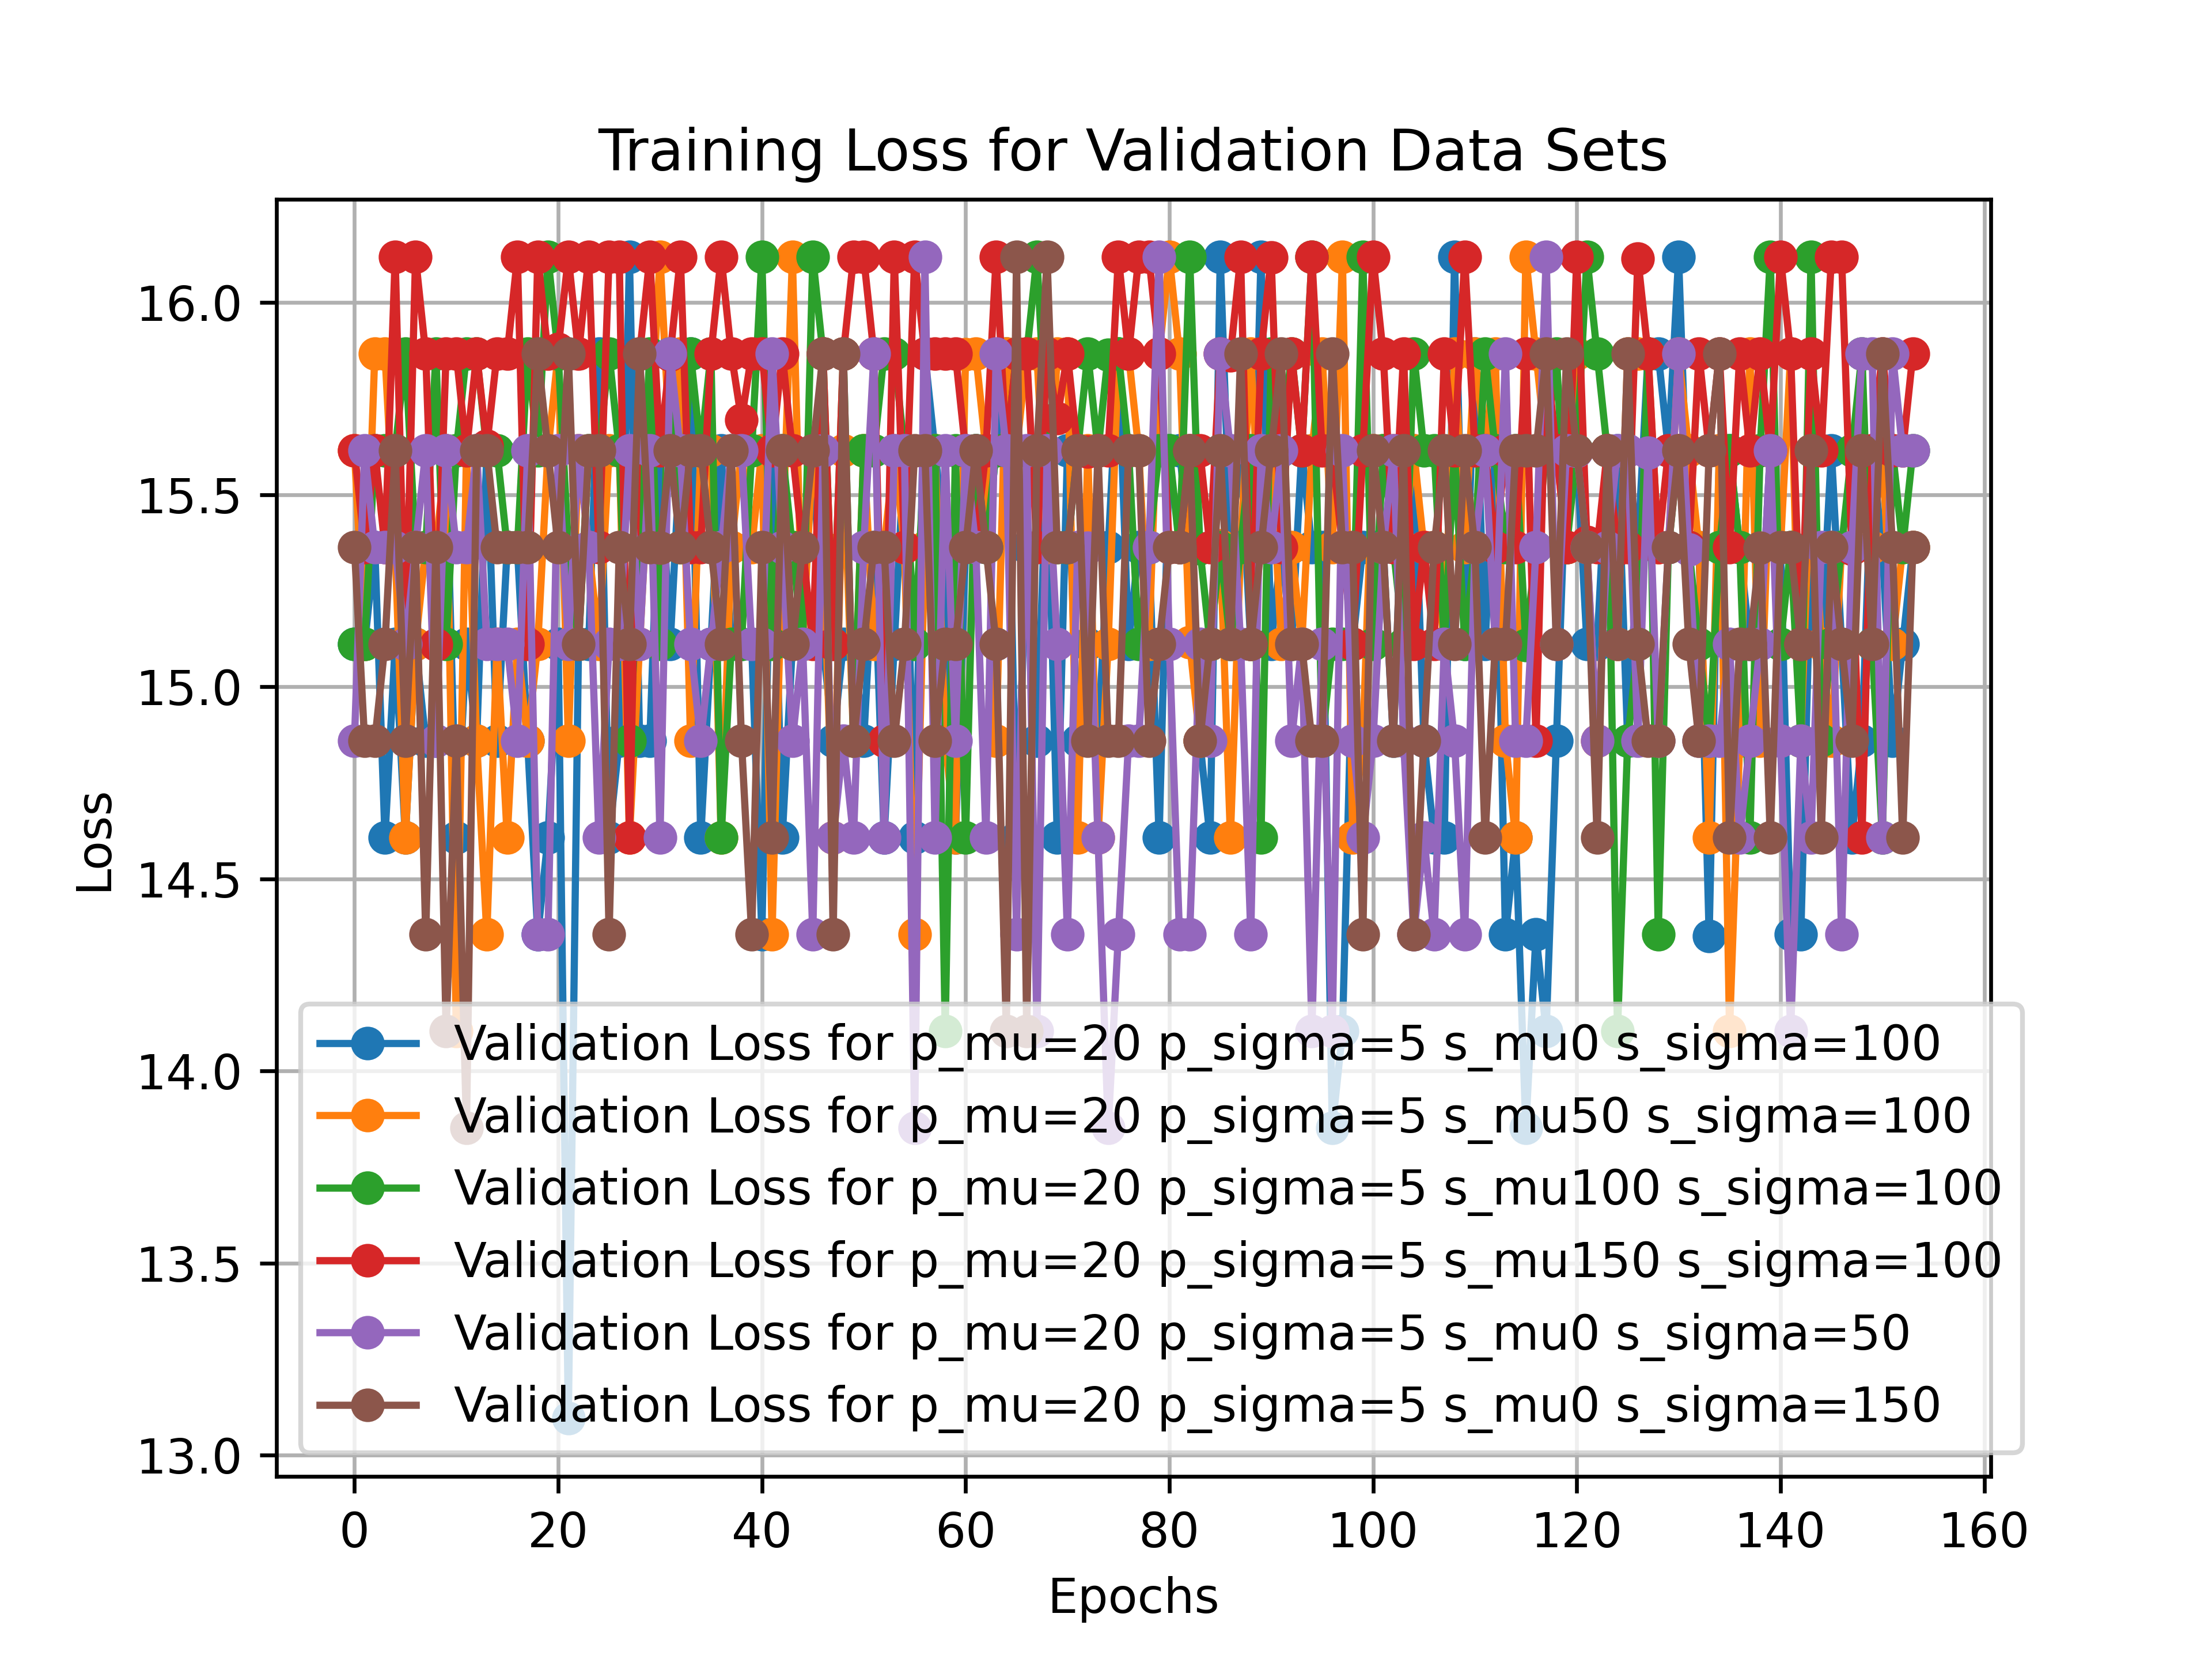 Training Loss for Validation Data Sets
16.0
15.5
15.0
14.5
14.0
13.5
13.0
Loss
Validation Loss for p_mu=20 p_sigma=5 s_mu0 s_sigma=100
Validation Loss for p_mu=20 p_sigma=5 s_mu50 s_sigma=100
Validation Loss for p_mu=20 p_sigma=5 s_mu100 s_sigma=100
Validation Loss for p_mu=20 p_sigma=5 s_mu150 s_sigma=100
Validation Loss for p_mu=20 p_sigma=5 s_mu0 s_sigma=50
Validation Loss for p_mu=20 p_sigma=5 s_mu0 s_sigma=150
0 20 40 60 80 100 120 140 160
Epochs